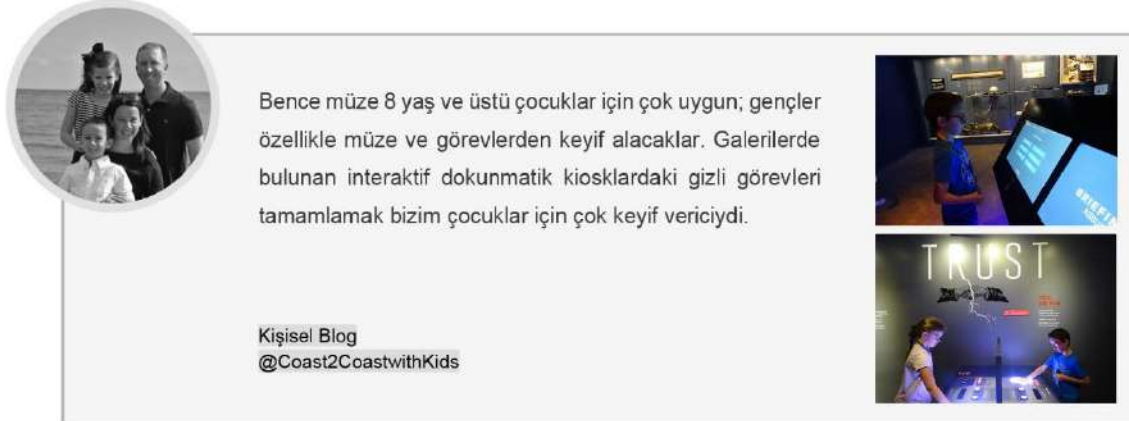 Bence müze 8 yaş ve üstü çocuklar için çok uygun; gençler
özellikle müze ve görevlerden keyif alacaklar. Galerilerde
bulunan interaktif dokunmatik kiosklardaki gizli görevleri
tamamlamak bizim çocuklar için çok keyif vericiydi.
Kişisel Blog
@Coast2CoastwithKids
TRUST